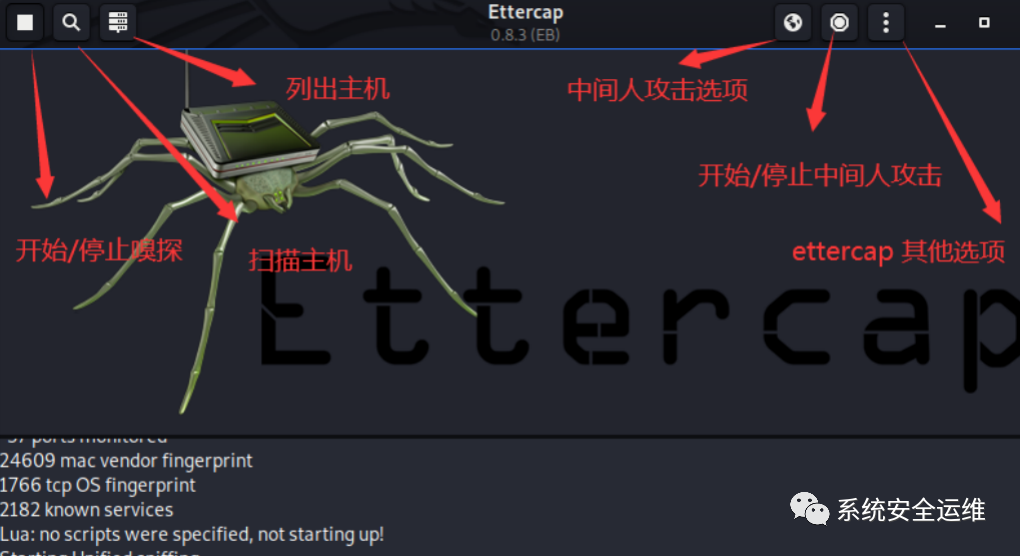 Ettercap
0.8.3 (EB)
列出主机
中间人攻击选项
开始/停止中间人攻击
开始/停止嗅探
扫描主机
ettercap 其他选项
Ettercap
57 ports monitored
24609 mac vendor fingerprint
1766 tcp OS fingerprint
2182 known services
Lua: no scripts were specified, not starting up!
Starting Unified sniffing
系统安全运维